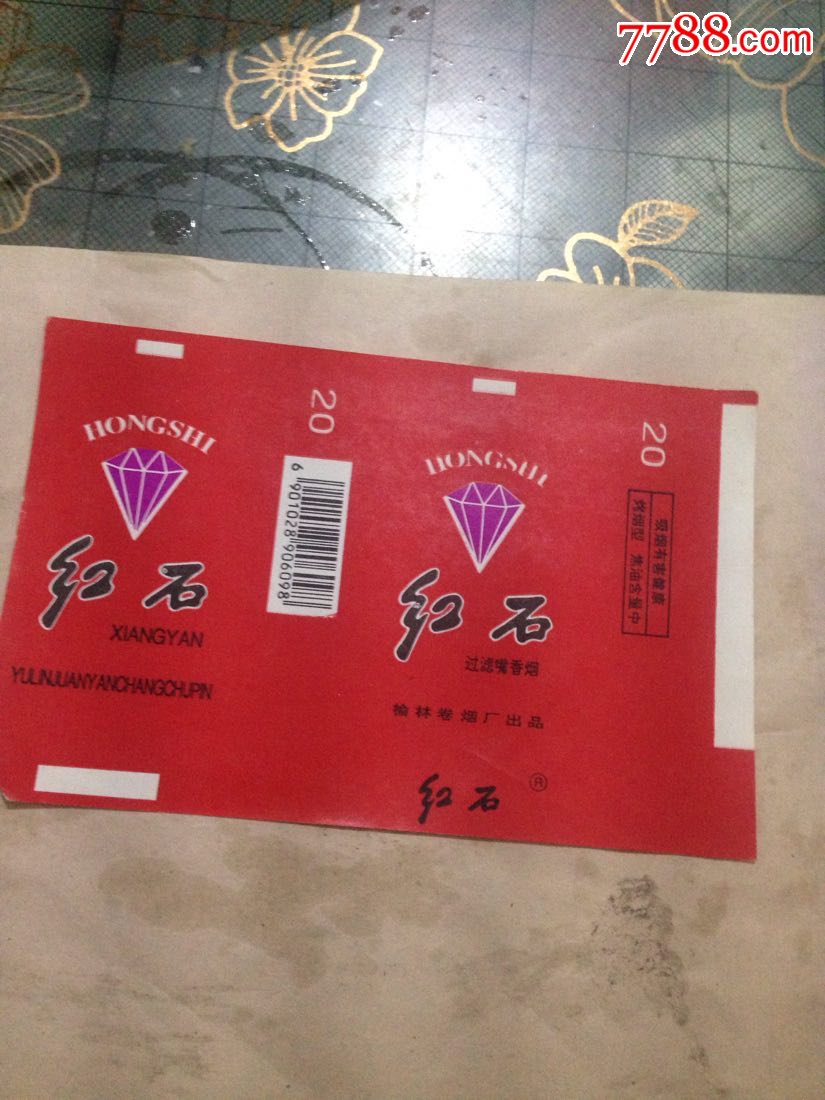 7788.com
HONGSHI
红石
XIANGYAN
YULINJUANYANCHANGCHUPIN
20
6 901028 906098
HONGSHI
红石
过滤嘴香烟
榆林卷烟厂出品
红石®
20
吸烟有害健康
烤烟型 焦油含量中